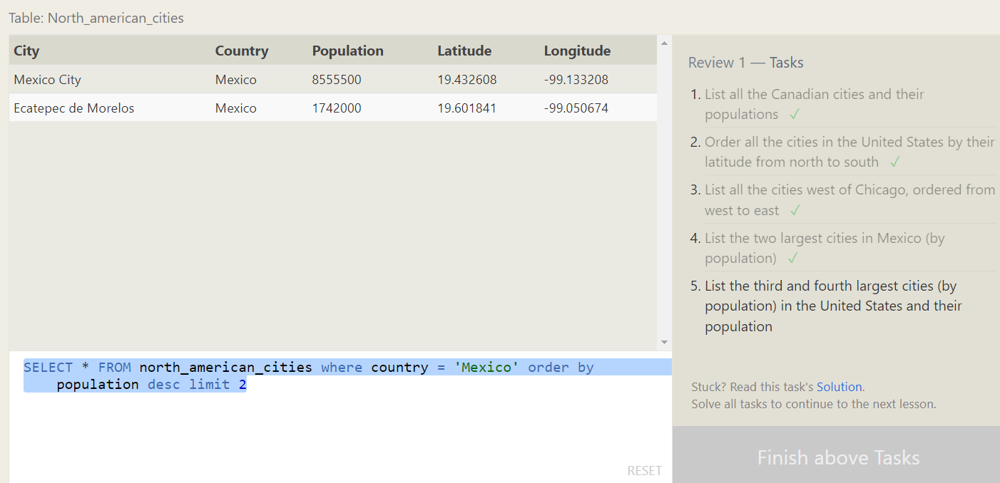 Table: North_american_cities
City Country Population Latitude Longitude
Mexico City Mexico 8555500 19.432608 -99.133208
Ecatepec de Morelos Mexico 1742000 19.601841 -99.050674
SELECT * FROM north_american_cities where country = 'Mexico' order by
population desc limit 2
RESET
Review 1 — Tasks
1. List all the Canadian cities and their
populations ✓
2. Order all the cities in the United States by their
latitude from north to south ✓
3. List all the cities west of Chicago, ordered from
west to east ✓
4. List the two largest cities in Mexico (by
population) ✓
5. List the third and fourth largest cities (by
population) in the United States and their
population
Stuck? Read this task's Solution.
Solve all tasks to continue to the next lesson.
Finish above Tasks